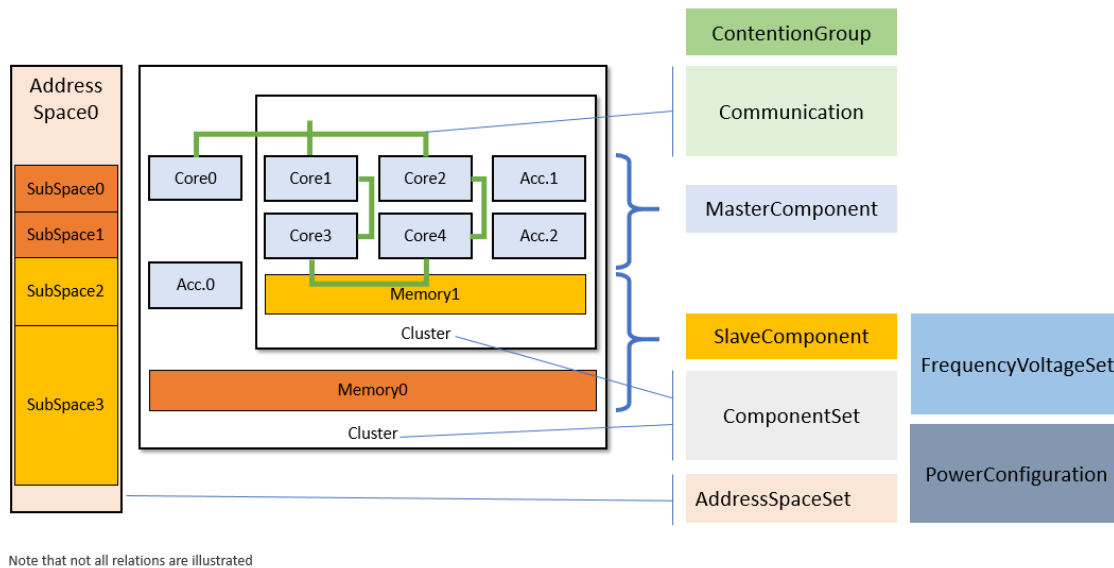 Address
Space0
SubSpace0
SubSpace1
SubSpace2
SubSpace3
Core0
Core1
Core2
Acc.1
Core3
Core4
Acc.2
Acc.0
Memory1
Cluster
Memory0
Cluster
ContentionGroup
Communication
MasterComponent
SlaveComponent
ComponentSet
AddressSpaceSet
FrequencyVoltageSet
PowerConfiguration
Note that not all relations are illustrated